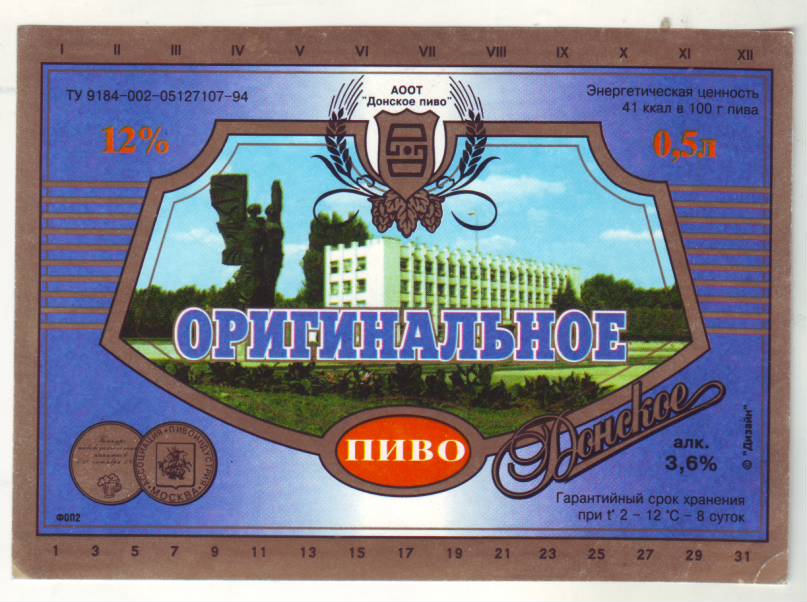 I II III IV V VI VII VIII IX X XI XII
ТУ 9184-002-05127107-94
АООТ
"Донское пиво"
Энергетическая ценность
41 ккал в 100 г пива
12%
0,5л
ОРИГИНАЛЬНОЕ
ПИВО
Донское
алк.
3,6%
© "Дизайн"
АССОЦИАЦИЯ • ПИВОИНДУСТРИЯ
• МОСКВА •
Гарантийный срок хранения
при t° 2 - 12 °С - 8 суток
ФОП2
1 3 5 7 9 11 13 15 17 19 21 23 25 27 29 31